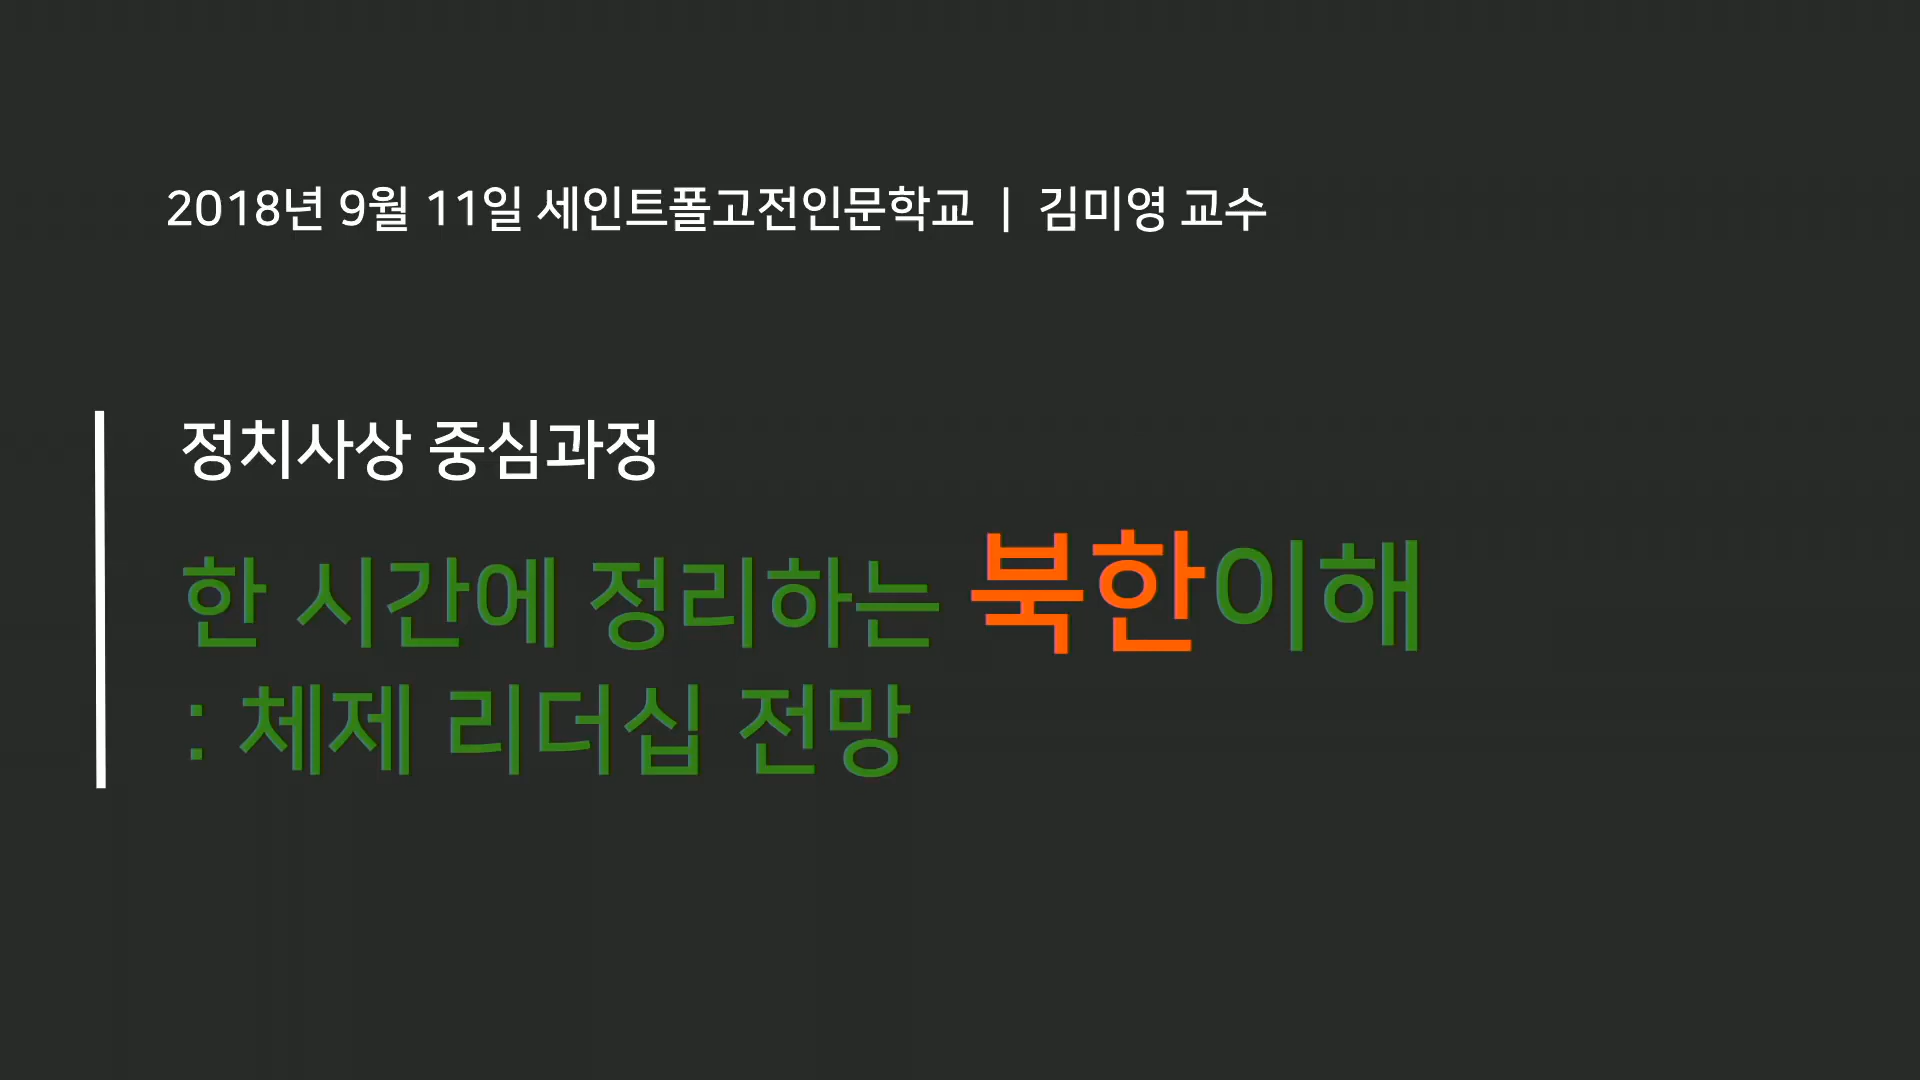 2018년 9월 11일 세인트폴고전인문학교 | 김미영 교수
정치사상 중심과정
한 시간에 정리하는 북한이해
: 체제 리더십 전망